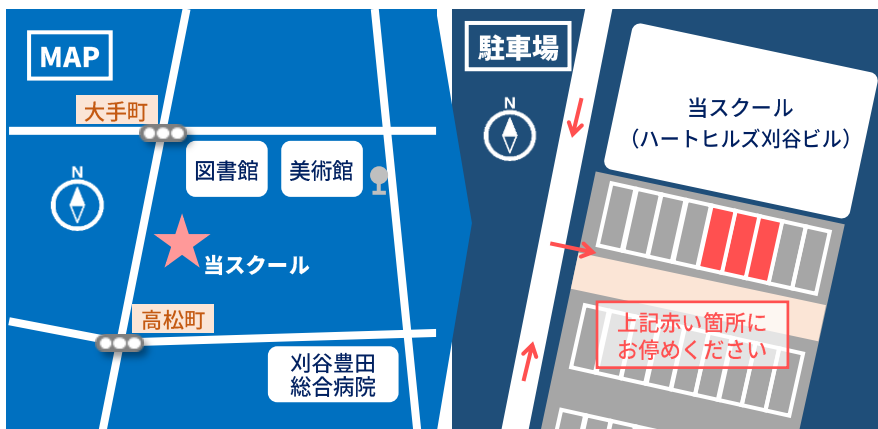 MAP
大手町
N
図書館
美術館
当スクール
高松町
刈谷豊田
総合病院
駐車場
N
当スクール
(ハートヒルズ刈谷ビル)
上記赤い箇所に
お停めください